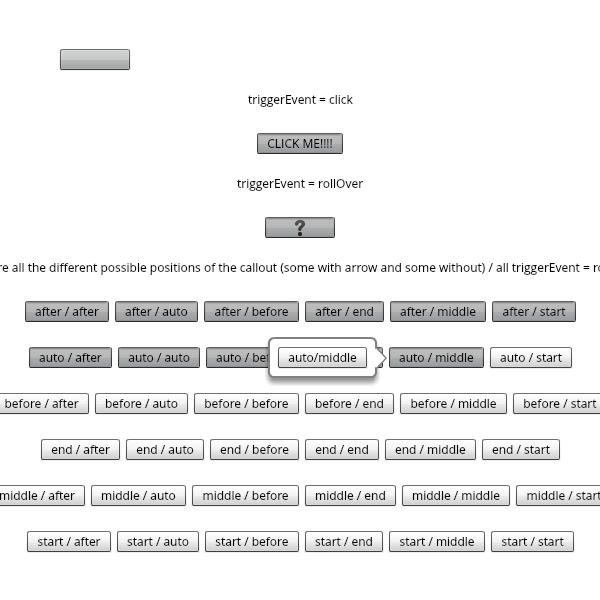 triggerEvent = click
CLICK ME!!!!
triggerEvent = rollOver
?
all the different possible positions of the callout (some with arrow and some without) / all triggerEvent =
after / after after / auto after / before after / end after / middle after / start
auto / after auto / auto auto / auto/middle auto / middle auto / start
before / after before / auto before / before before / end before / middle before / start
end / after end / auto end / before end / end end / middle end / start
middle / after middle / auto middle / before middle / end middle / middle middle / start
start / after start / auto start / before start / end start / middle start / start